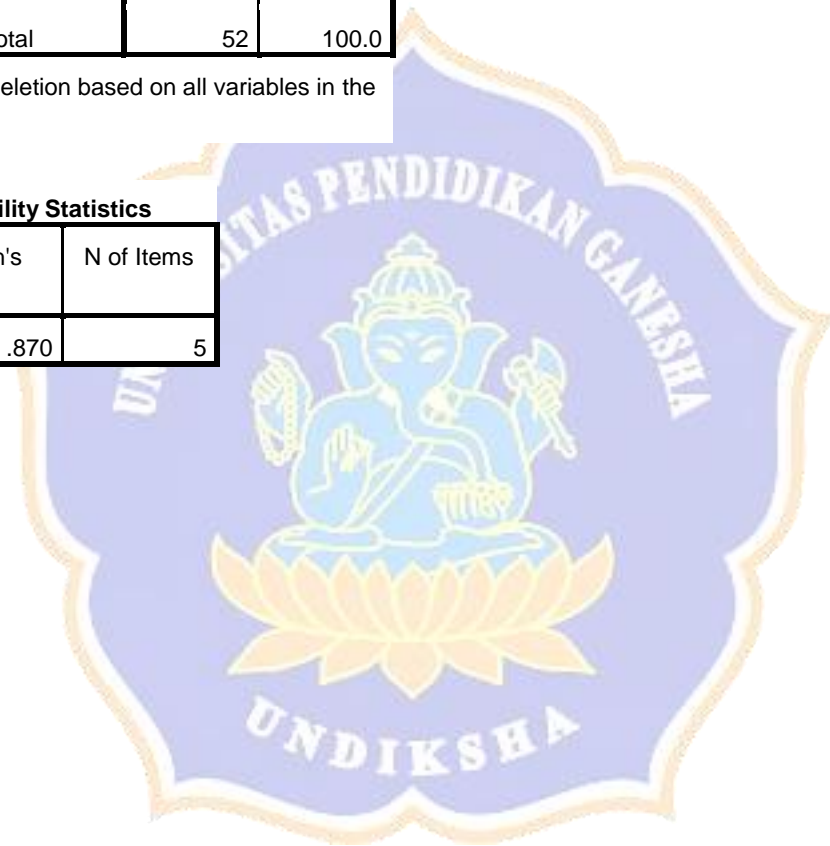 otal 52 100.0
eletion based on all variables in the
ility Statistics
n's N of Items
.870 5
UNIVERSITAS PENDIDIKAN GANESHA
UNDIKSHA